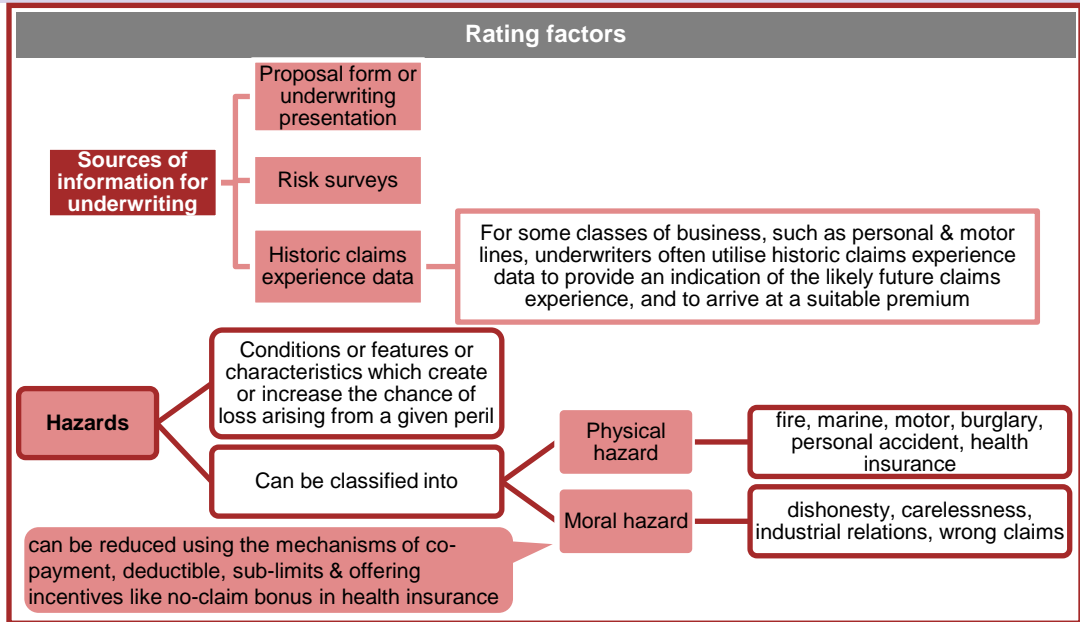 Rating factors
Sources of
information for
underwriting
Proposal form or
underwriting
presentation
Risk surveys
Historic claims
experience data
For some classes of business, such as personal & motor
lines, underwriters often utilise historic claims experience
data to provide an indication of the likely future claims
experience, and to arrive at a suitable premium
Hazards
Conditions or features or
characteristics which create
or increase the chance of
loss arising from a given peril
Can be classified into
Physical
hazard
fire, marine, motor, burglary,
personal accident, health
insurance
Moral hazard
dishonesty, carelessness,
industrial relations, wrong claims
can be reduced using the mechanisms of co-
payment, deductible, sub-limits & offering
incentives like no-claim bonus in health insurance